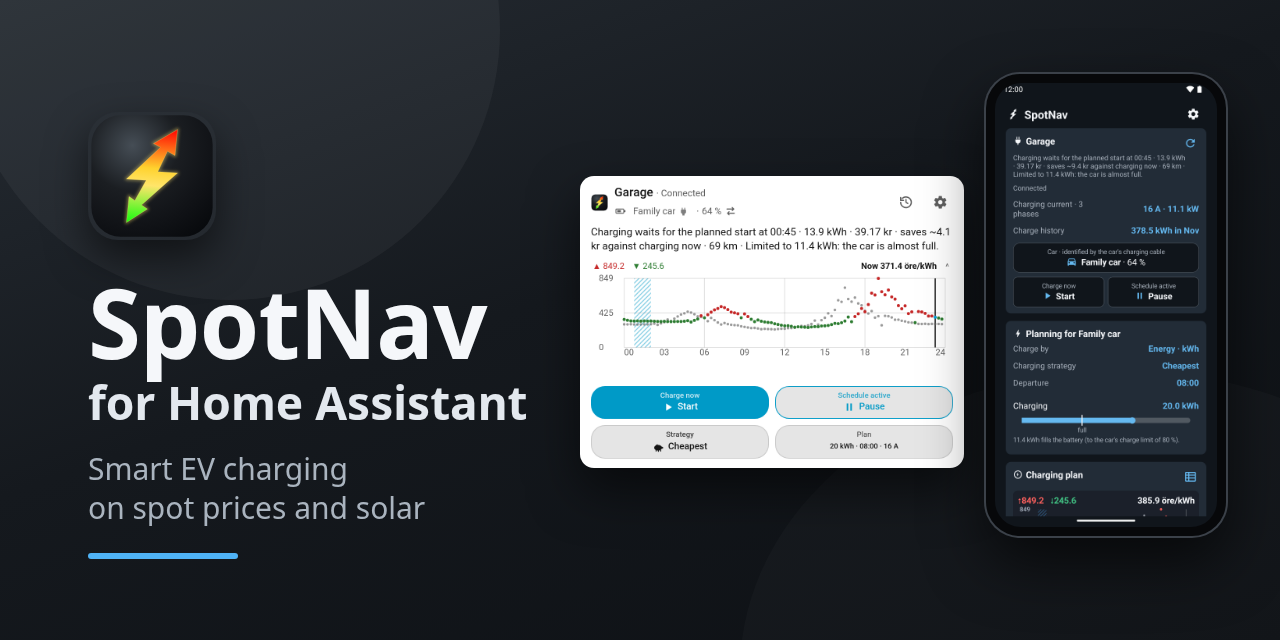 SpotNav
for Home Assistant
Smart EV charging
on spot prices and solar
Garage · Connected
Family car · 64 %
Charging waits for the planned start at 00:45 · 13.9 kWh · 39.17 kr · saves ~4.1
kr against charging now · 69 km · Limited to 11.4 kWh: the car is almost full.
▲ 849.2 ▼ 245.6 Now 371.4 öre/kWh
849
425
0
00 03 06 09 12 15 18 21 24
Charge now
Start
Schedule active
Pause
Strategy
Cheapest
Plan
20 kWh · 08:00 · 16 A
12:00
SpotNav
Garage
Charging waits for the planned start at 00:45 · 13.9 kWh
· 39.17 kr · saves ~9.4 kr against charging now · 69 km ·
Limited to 11.4 kWh: the car is almost full.
Connected
Charging current · 3
phases
16 A · 11.1 kW
Charge history 378.5 kWh in Nov
Car · identified by the car's charging cable
Family car · 64 %
Charge now
Start
Schedule active
Pause
Planning for Family car
Charge by Energy · kWh
Charging strategy Cheapest
Departure 08:00
Charging 20.0 kWh
full
11.4 kWh fills the battery (to the car's charge limit of 80 %).
Charging plan
↑849.2 ↓245.6 385.9 öre/kWh
849